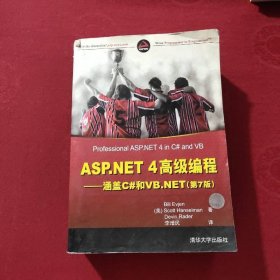 Professional ASP.NET 4 in C# and VB
ASP.NET 4高级编程
——涵盖C#和VB.NET(第7版)
Bill Evjen
(美) Scott Hanselman 著
Devin Rader
李增民 译
清华大学出版社